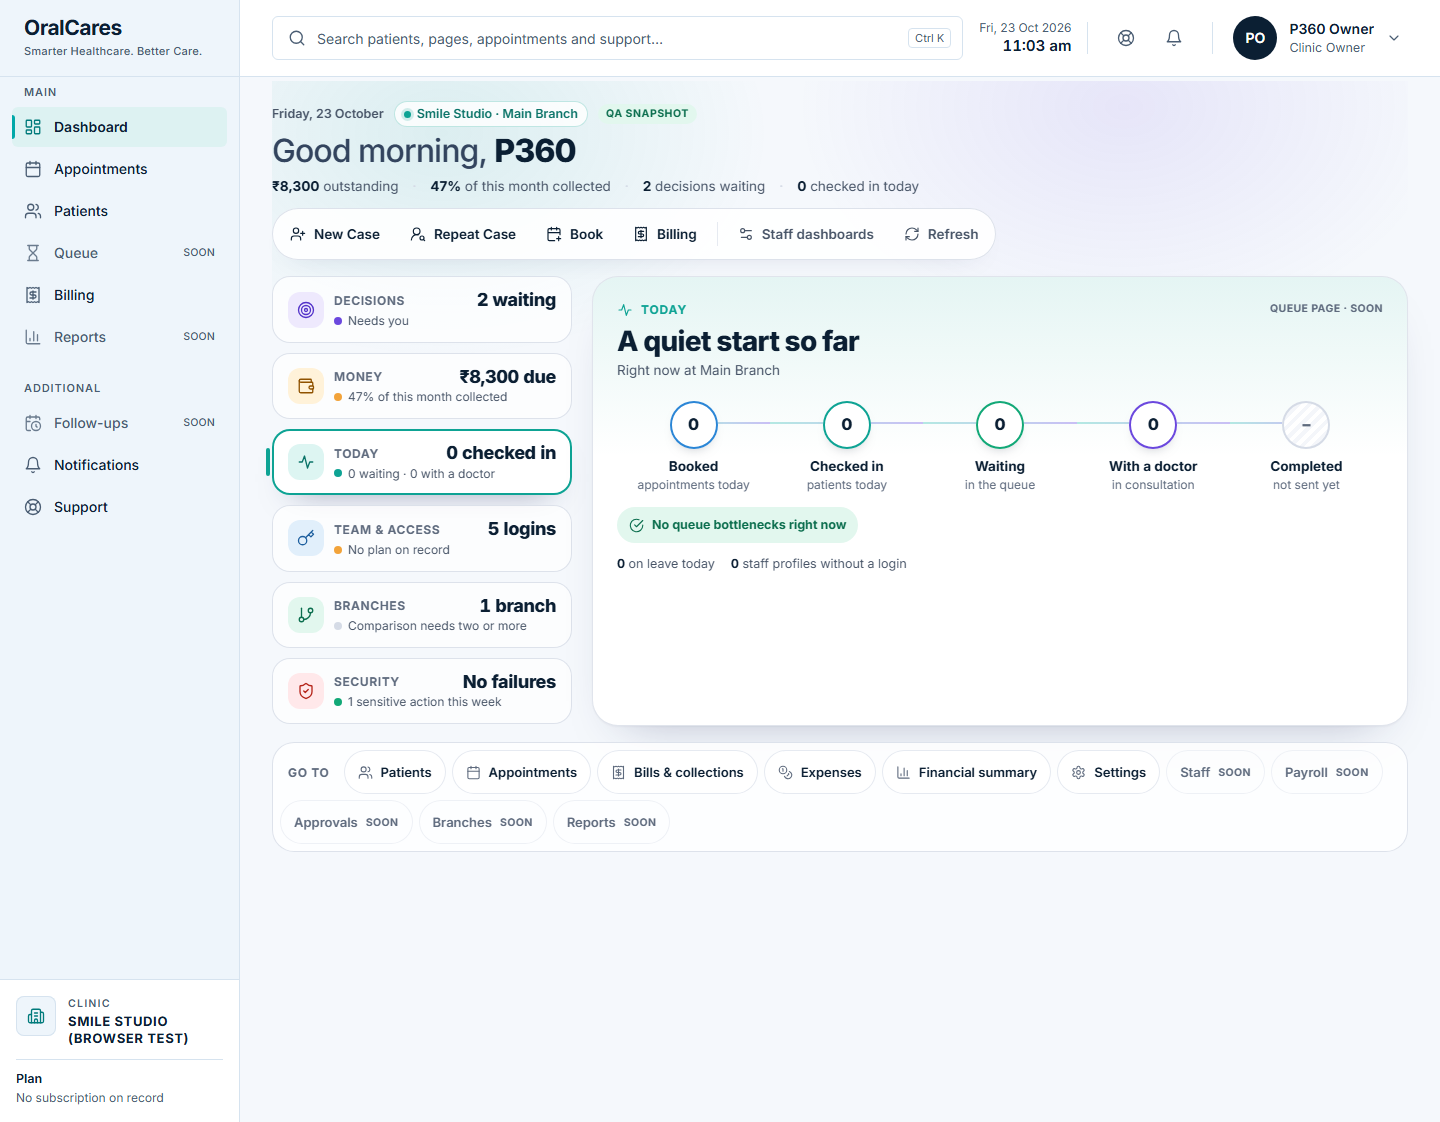 OralCares
Smarter Healthcare. Better Care.
MAIN
Dashboard
Appointments
Patients
Queue SOON
Billing
Reports SOON
ADDITIONAL
Follow-ups SOON
Notifications
Support
CLINIC
SMILE STUDIO
(BROWSER TEST)
Plan
No subscription on record
Search patients, pages, appointments and support... Ctrl K
Fri, 23 Oct 2026
11:03 am
PO
P360 Owner
Clinic Owner
Friday, 23 October Smile Studio · Main Branch QA SNAPSHOT
Good morning, P360
₹8,300 outstanding · 47% of this month collected · 2 decisions waiting · 0 checked in today
New Case Repeat Case Book Billing Staff dashboards Refresh
DECISIONS 2 waiting
Needs you
MONEY ₹8,300 due
47% of this month collected
TODAY 0 checked in
0 waiting · 0 with a doctor
TEAM & ACCESS 5 logins
No plan on record
BRANCHES 1 branch
Comparison needs two or more
SECURITY No failures
1 sensitive action this week
TODAY QUEUE PAGE · SOON
A quiet start so far
Right now at Main Branch
0 0 0 0 –
Booked Checked in Waiting With a doctor Completed
appointments today patients today in the queue in consultation not sent yet
No queue bottlenecks right now
0 on leave today 0 staff profiles without a login
GO TO Patients Appointments Bills & collections Expenses Financial summary Settings Staff SOON Payroll SOON
Approvals SOON Branches SOON Reports SOON